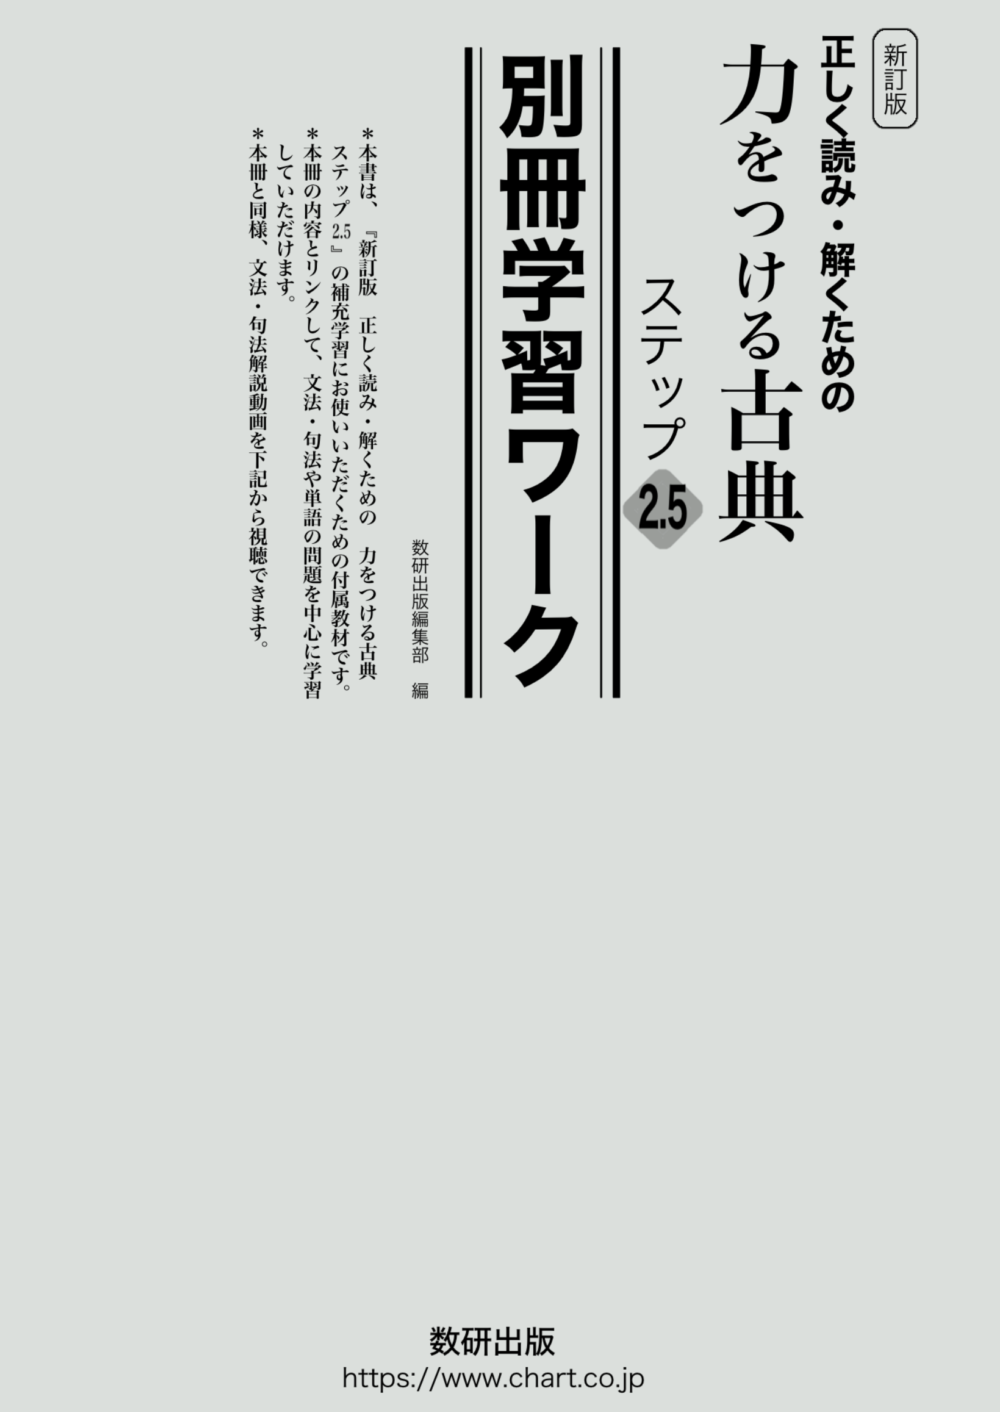 新訂版
正しく読み・解くための
力をつける古典
ステップ2.5
別冊学習ワーク
数研出版編集部　編
＊本書は、『新訂版　正しく読み・解くための　力をつける古典
ステップ2.5』の補充学習にお使いいただくための付属教材です。
＊本冊の内容とリンクして、文法・句法や単語の問題を中心に学習
していただけます。
＊本冊と同様、文法・句法解説動画を下記から視聴できます。
数研出版
https://www.chart.co.jp